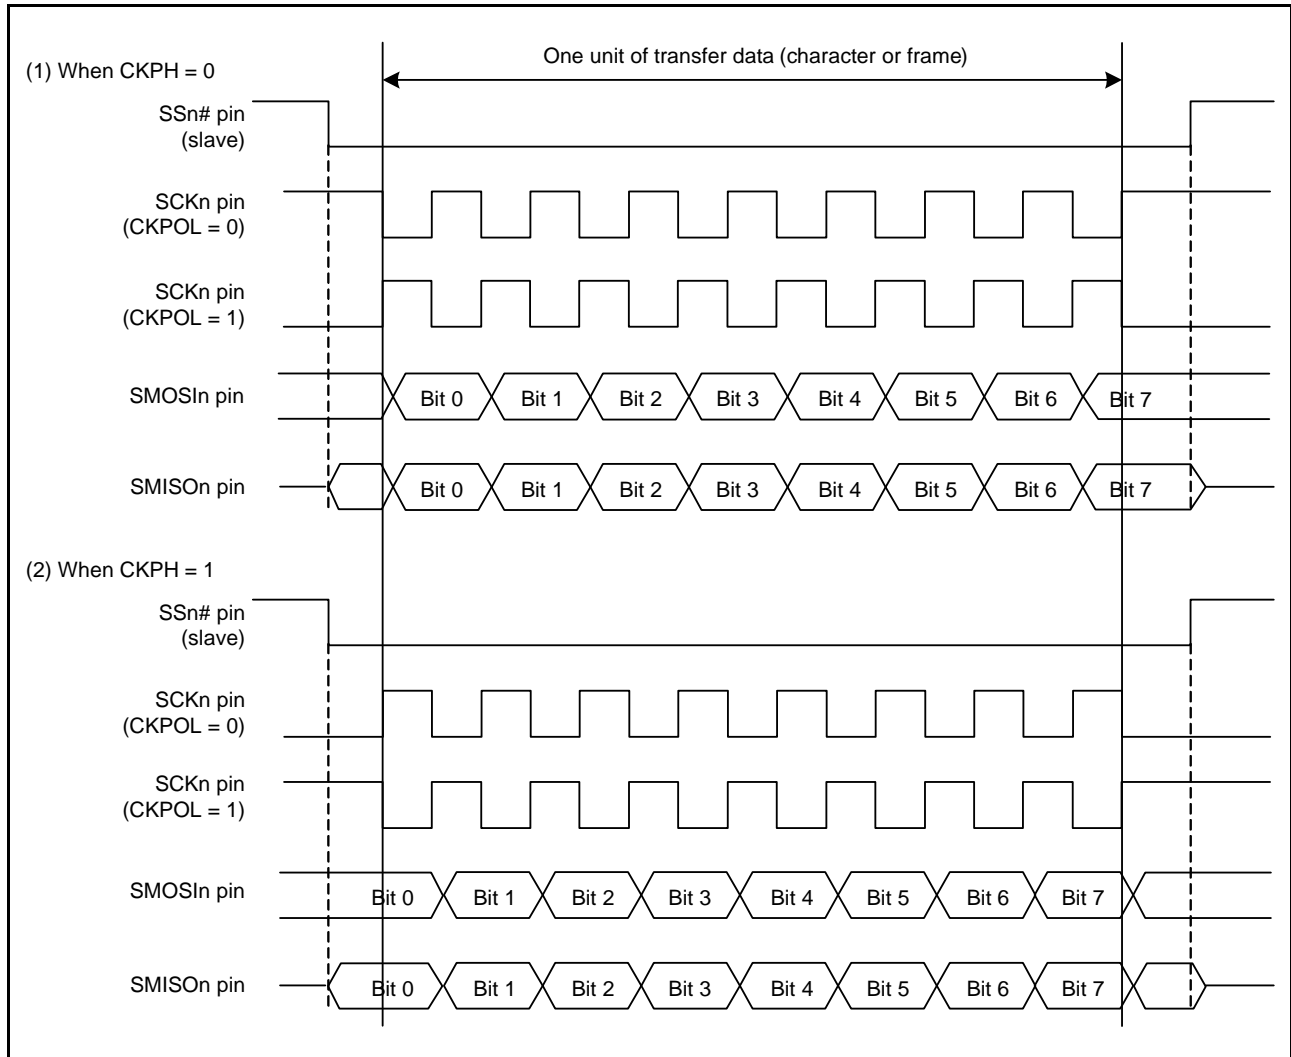 One unit of transfer data (character or frame)
(1) When CKPH = 0
SSn# pin
(slave)
SCKn pin
(CKPOL = 0)
SCKn pin
(CKPOL = 1)
SMOSIn pin
Bit 0 Bit 1 Bit 2 Bit 3 Bit 4 Bit 5 Bit 6 Bit 7
SMISOn pin
Bit 0 Bit 1 Bit 2 Bit 3 Bit 4 Bit 5 Bit 6 Bit 7
(2) When CKPH = 1
SSn# pin
(slave)
SCKn pin
(CKPOL = 0)
SCKn pin
(CKPOL = 1)
SMOSIn pin
Bit 0 Bit 1 Bit 2 Bit 3 Bit 4 Bit 5 Bit 6 Bit 7
SMISOn pin
Bit 0 Bit 1 Bit 2 Bit 3 Bit 4 Bit 5 Bit 6 Bit 7